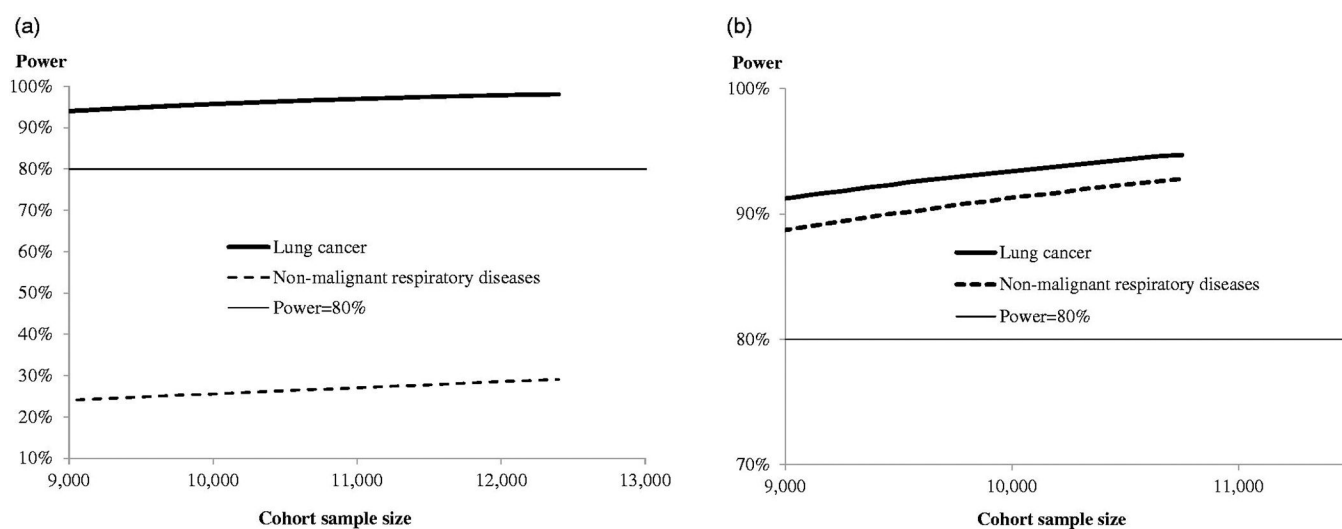 (a)
Power
100%
90%
80%
70%
60%
50%
40%
30%
20%
10%
Lung cancer
Non-malignant respiratory diseases
Power=80%
9,000 10,000 11,000 12,000 13,000
Cohort sample size
(b)
Power
100%
90%
80%
70%
Lung cancer
Non-malignant respiratory diseases
Power=80%
9,000 10,000 11,000
Cohort sample size